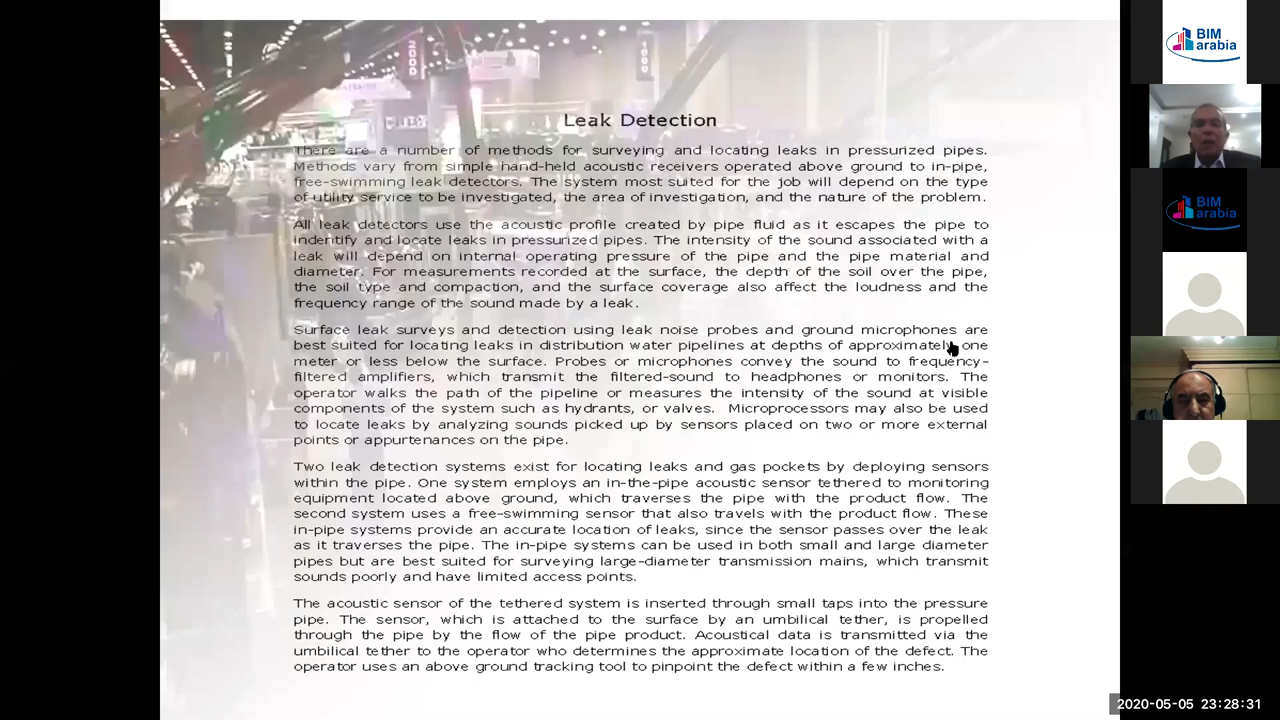 Leak Detection
There are a number of methods for surveying and locating leaks in pressurized pipes.
Methods vary from simple hand-held acoustic receivers operated above ground to in-pipe,
free-swimming leak detectors. The system most suited for the job will depend on the type
of utility service to be investigated, the area of investigation, and the nature of the problem.
All leak detectors use the acoustic profile created by pipe fluid as it escapes the pipe to
indentify and locate leaks in pressurized pipes. The intensity of the sound associated with a
leak will depend on internal operating pressure of the pipe and the pipe material and
diameter. For measurements recorded at the surface, the depth of the soil over the pipe,
the soil type and compaction, and the surface coverage also affect the loudness and the
frequency range of the sound made by a leak.
Surface leak surveys and detection using leak noise probes and ground microphones are
best suited for locating leaks in distribution water pipelines at depths of approximately one
meter or less below the surface. Probes or microphones convey the sound to frequency-
filtered amplifiers, which transmit the filtered-sound to headphones or monitors. The
operator walks the path of the pipeline or measures the intensity of the sound at visible
components of the system such as hydrants, or valves. Microprocessors may also be used
to locate leaks by analyzing sounds picked up by sensors placed on two or more external
points or appurtenances on the pipe.
Two leak detection systems exist for locating leaks and gas pockets by deploying sensors
within the pipe. One system employs an in-the-pipe acoustic sensor tethered to monitoring
equipment located above ground, which traverses the pipe with the product flow. The
second system uses a free-swimming sensor that also travels with the product flow. These
in-pipe systems provide an accurate location of leaks, since the sensor passes over the leak
as it traverses the pipe. The in-pipe systems can be used in both small and large diameter
pipes but are best suited for surveying large-diameter transmission mains, which transmit
sounds poorly and have limited access points.
The acoustic sensor of the tethered system is inserted through small taps into the pressure
pipe. The sensor, which is attached to the surface by an umbilical tether, is propelled
through the pipe by the flow of the pipe product. Acoustical data is transmitted via the
umbilical tether to the operator who determines the approximate location of the defect. The
operator uses an above ground tracking tool to pinpoint the defect within a few inches.
BIM
arabia
BIM
arabia
2020-05-05 23:28:31